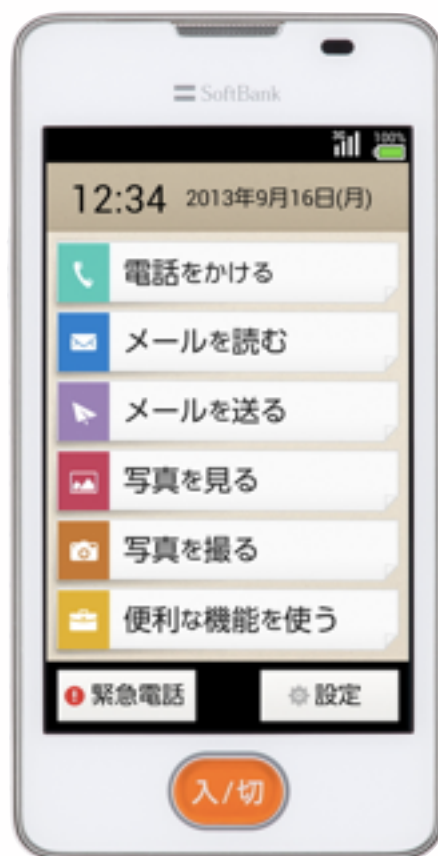 SoftBank
3G 100%
12:34 2013年9月16日(月)
電話をかける
メールを読む
メールを送る
写真を見る
写真を撮る
便利な機能を使う
緊急電話 設定
入/切